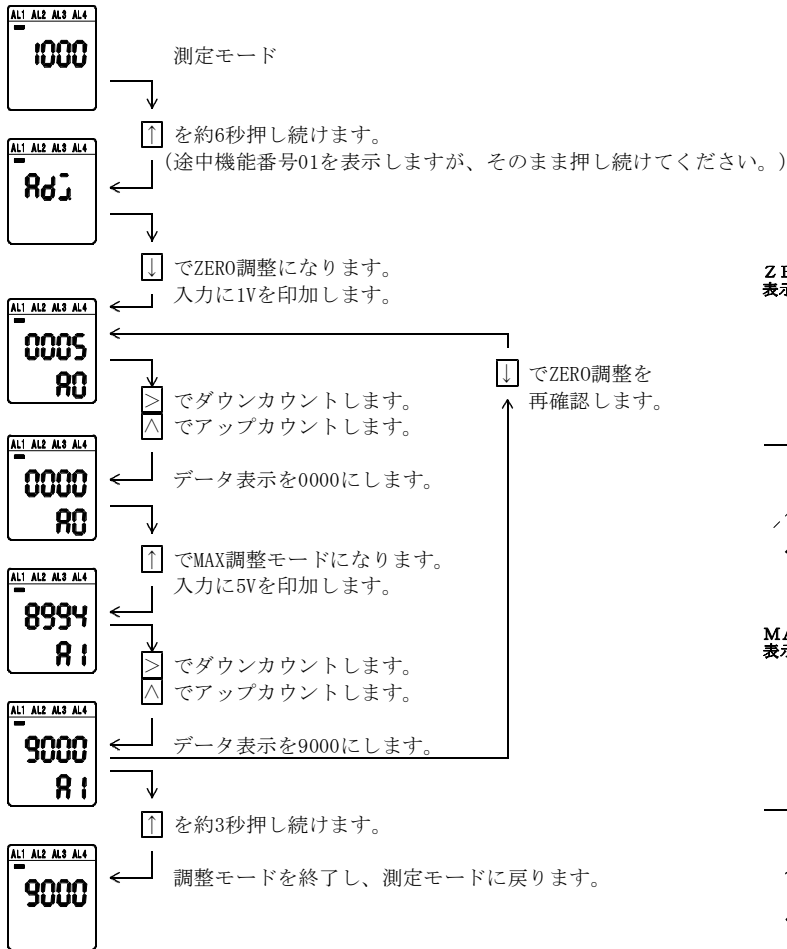 AL1 AL2 AL3 AL4
1000
測定モード
↑ を約6秒押し続けます。
(途中機能番号01を表示しますが、そのまま押し続けてください。)
AL1 AL2 AL3 AL4
Adj
↓ でZERO調整になります。
入力に1Vを印加します。
AL1 AL2 AL3 AL4
0005
A0
> でダウンカウントします。
∧ でアップカウントします。
↓ でZERO調整を
再確認します。
AL1 AL2 AL3 AL4
0000
A0
データ表示を0000にします。
↑ でMAX調整モードになります。
入力に5Vを印加します。
AL1 AL2 AL3 AL4
8994
A1
> でダウンカウントします。
∧ でアップカウントします。
AL1 AL2 AL3 AL4
9000
A1
データ表示を9000にします。
↑ を約3秒押し続けます。
AL1 AL2 AL3 AL4
9000
調整モードを終了し、測定モードに戻ります。